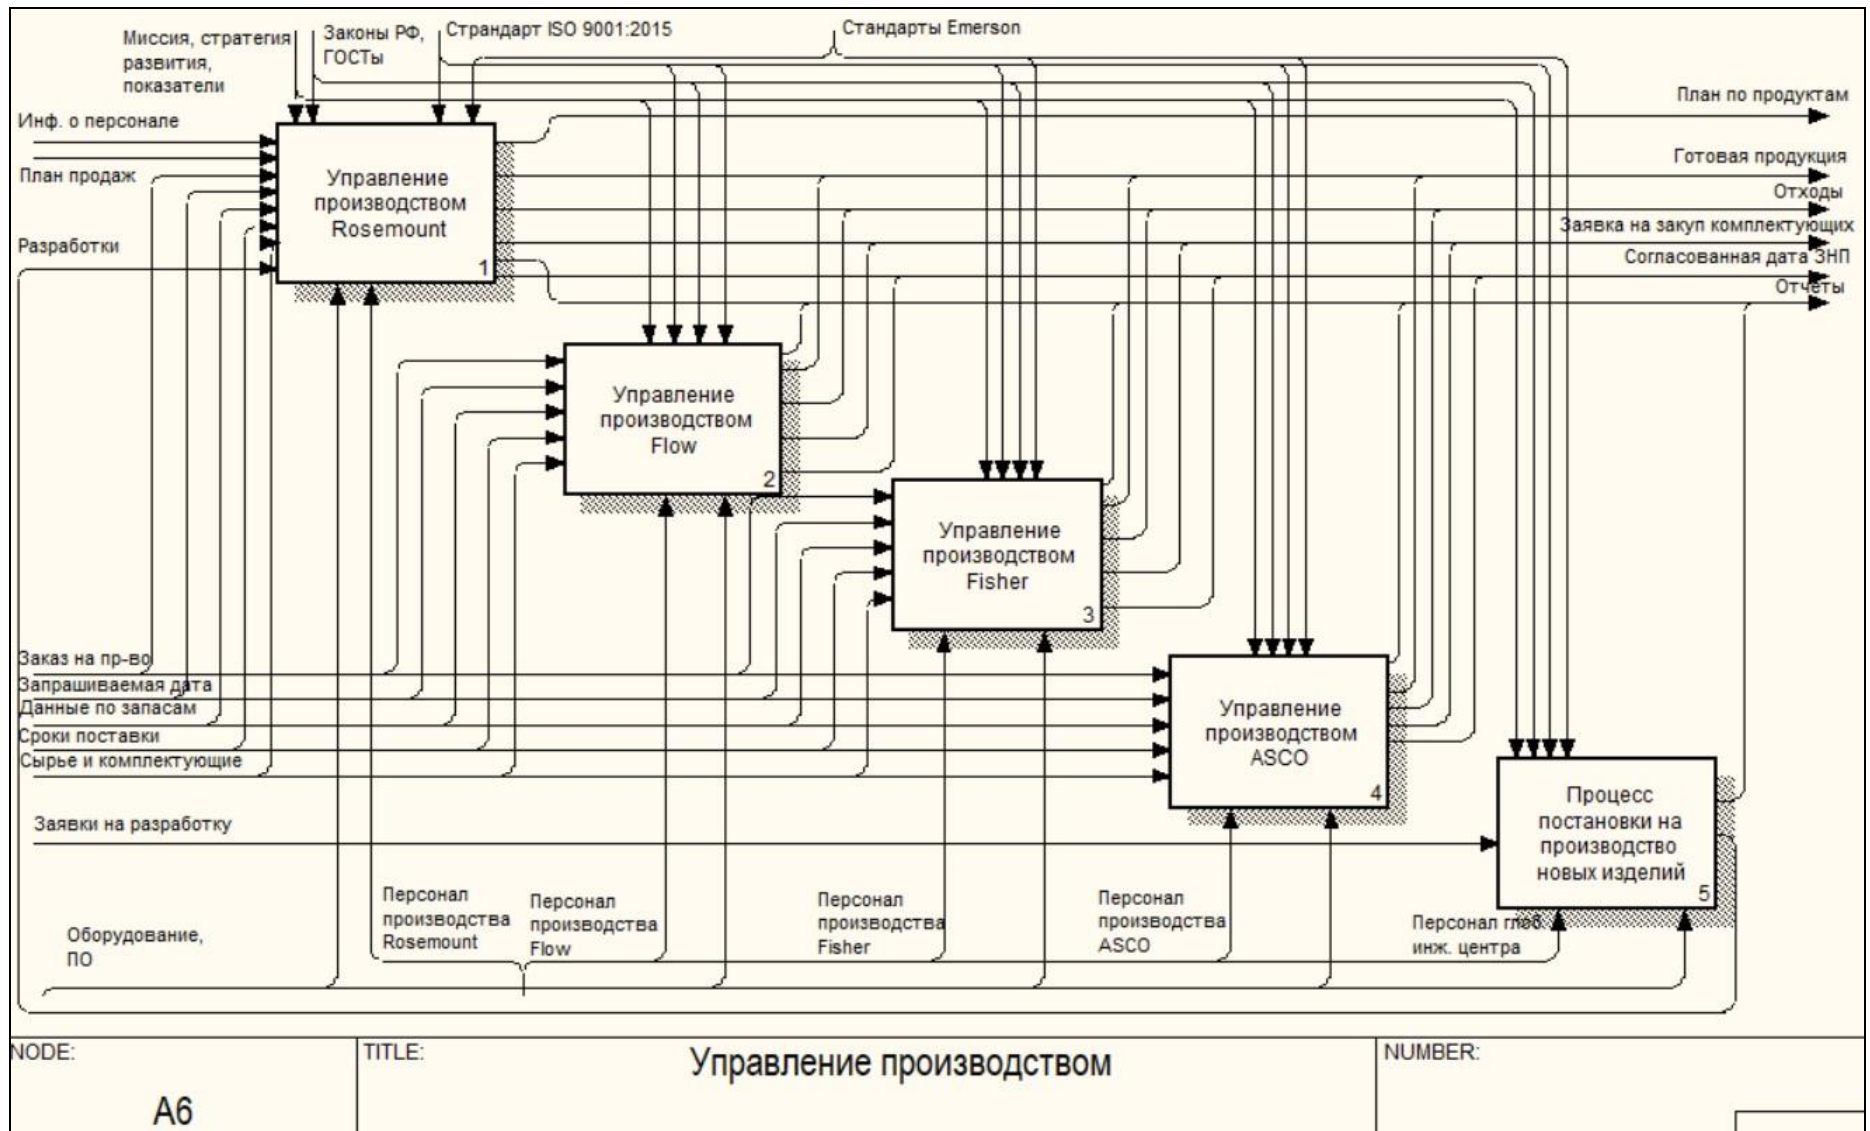 Миссия, стратегия
развития,
показатели
Законы РФ,
ГОСТы
Страндарт ISO 9001:2015
Стандарты Emerson
Инф. о персонале
План продаж
Разработки
План по продуктам
Готовая продукция
Отходы
Заявка на закуп комплектующих
Согласованная дата ЗНП
Отчеты
Управление
производством
Rosemount
1
Управление
производством
Flow
2
Управление
производством
Fisher
3
Управление
производством
ASCO
4
Процесс
постановки на
производство
новых изделий
5
Заказ на пр-во
Запрашиваемая дата
Данные по запасам
Сроки поставки
Сырье и комплектующие
Заявки на разработку
Оборудование,
ПО
Персонал
производства
Rosemount
Персонал
производства
Flow
Персонал
производства
Fisher
Персонал
производства
ASCO
Персонал глоб.
инж. центра
NODE:
A6
TITLE:
Управление производством
NUMBER: